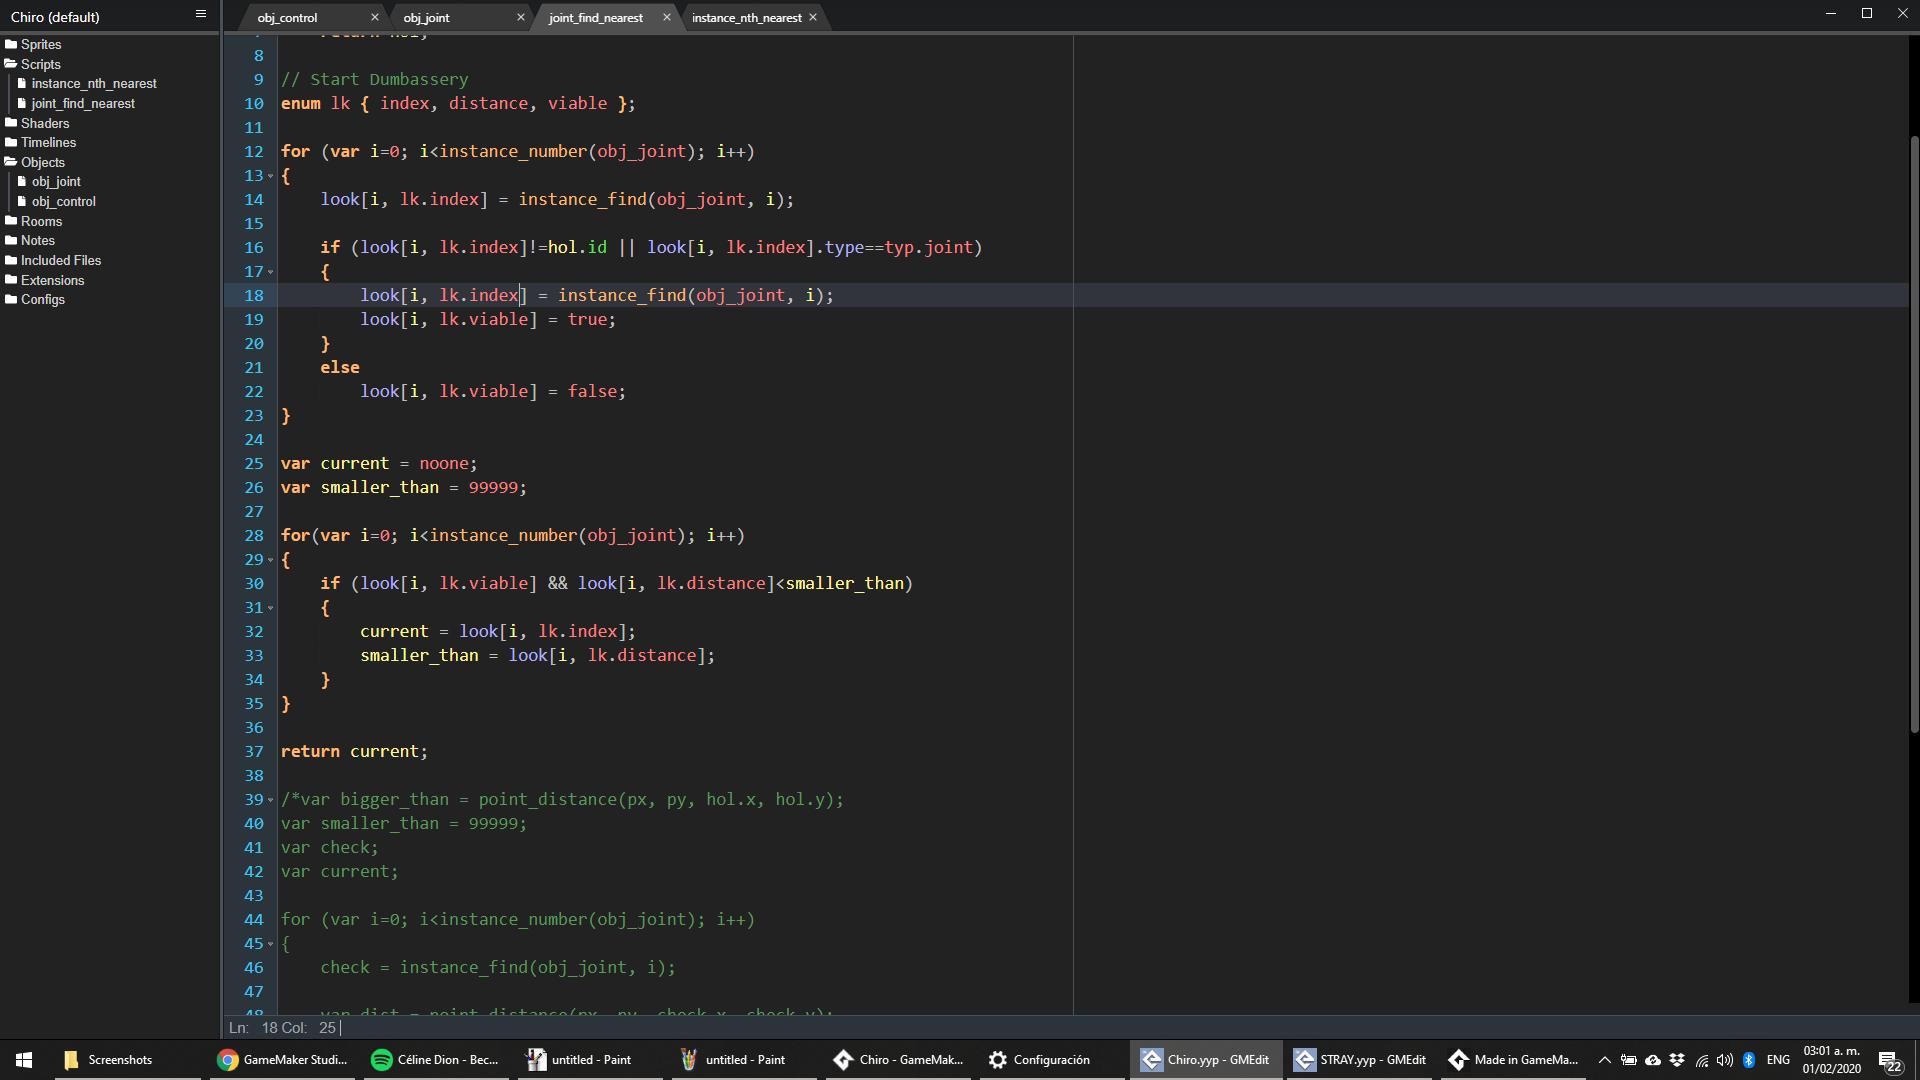 Chiro (default)
obj_control
obj_joint
joint_find_nearest
instance_nth_nearest
Sprites
Scripts
instance_nth_nearest
joint_find_nearest
Shaders
Timelines
Objects
obj_joint
obj_control
Rooms
Notes
Included Files
Extensions
Configs
8
9 // Start Dumbassery
10 enum lk { index, distance, viable };
11
12 for (var i=0; i<instance_number(obj_joint); i++)
13 {
14 look[i, lk.index] = instance_find(obj_joint, i);
15
16 if (look[i, lk.index]!=hol.id || look[i, lk.index].type==typ.joint)
17 {
18 look[i, lk.index] = instance_find(obj_joint, i);
19 look[i, lk.viable] = true;
20 }
21 else
22 look[i, lk.viable] = false;
23 }
24
25 var current = noone;
26 var smaller_than = 99999;
27
28 for(var i=0; i<instance_number(obj_joint); i++)
29 {
30 if (look[i, lk.viable] && look[i, lk.distance]<smaller_than)
31 {
32 current = look[i, lk.index];
33 smaller_than = look[i, lk.distance];
34 }
35 }
36
37 return current;
38
39 /*var bigger_than = point_distance(px, py, hol.x, hol.y);
40 var smaller_than = 99999;
41 var check;
42 var current;
43
44 for (var i=0; i<instance_number(obj_joint); i++)
45 {
46 check = instance_find(obj_joint, i);
47
48 var dist = point_distance(px, py, check.x, check.y);
Ln: 18 Col: 25
Screenshots
GameMaker Studi...
Céline Dion - Bec...
untitled - Paint
untitled - Paint
Chiro - GameMak...
Configuración
Chiro.yyp - GMEdit
STRAY.yyp - GMEdit
Made in GameMa...
ENG
03:01 a. m.
01/02/2020
22